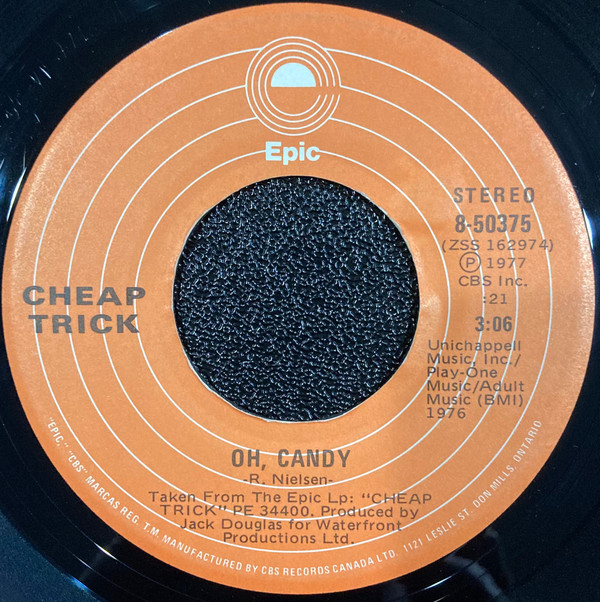 Epic
STEREO
8-50375
(ZSS 162974)
Ⓟ 1977
CBS Inc.
:21
3:06
Unichappell
Music, Inc./
Play-One
Music/Adult
Music (BMI)
1976
CHEAP
TRICK
OH, CANDY
-R. Nielsen-
Taken From The Epic Lp: "CHEAP
TRICK" PE 34400. Produced by
Jack Douglas for Waterfront
Productions Ltd.
"EPIC," "CBS" MARCAS REG. T.M. MANUFACTURED BY CBS RECORDS CANADA LTD. 1121 LESLIE ST. DON MILLS, ONTARIO